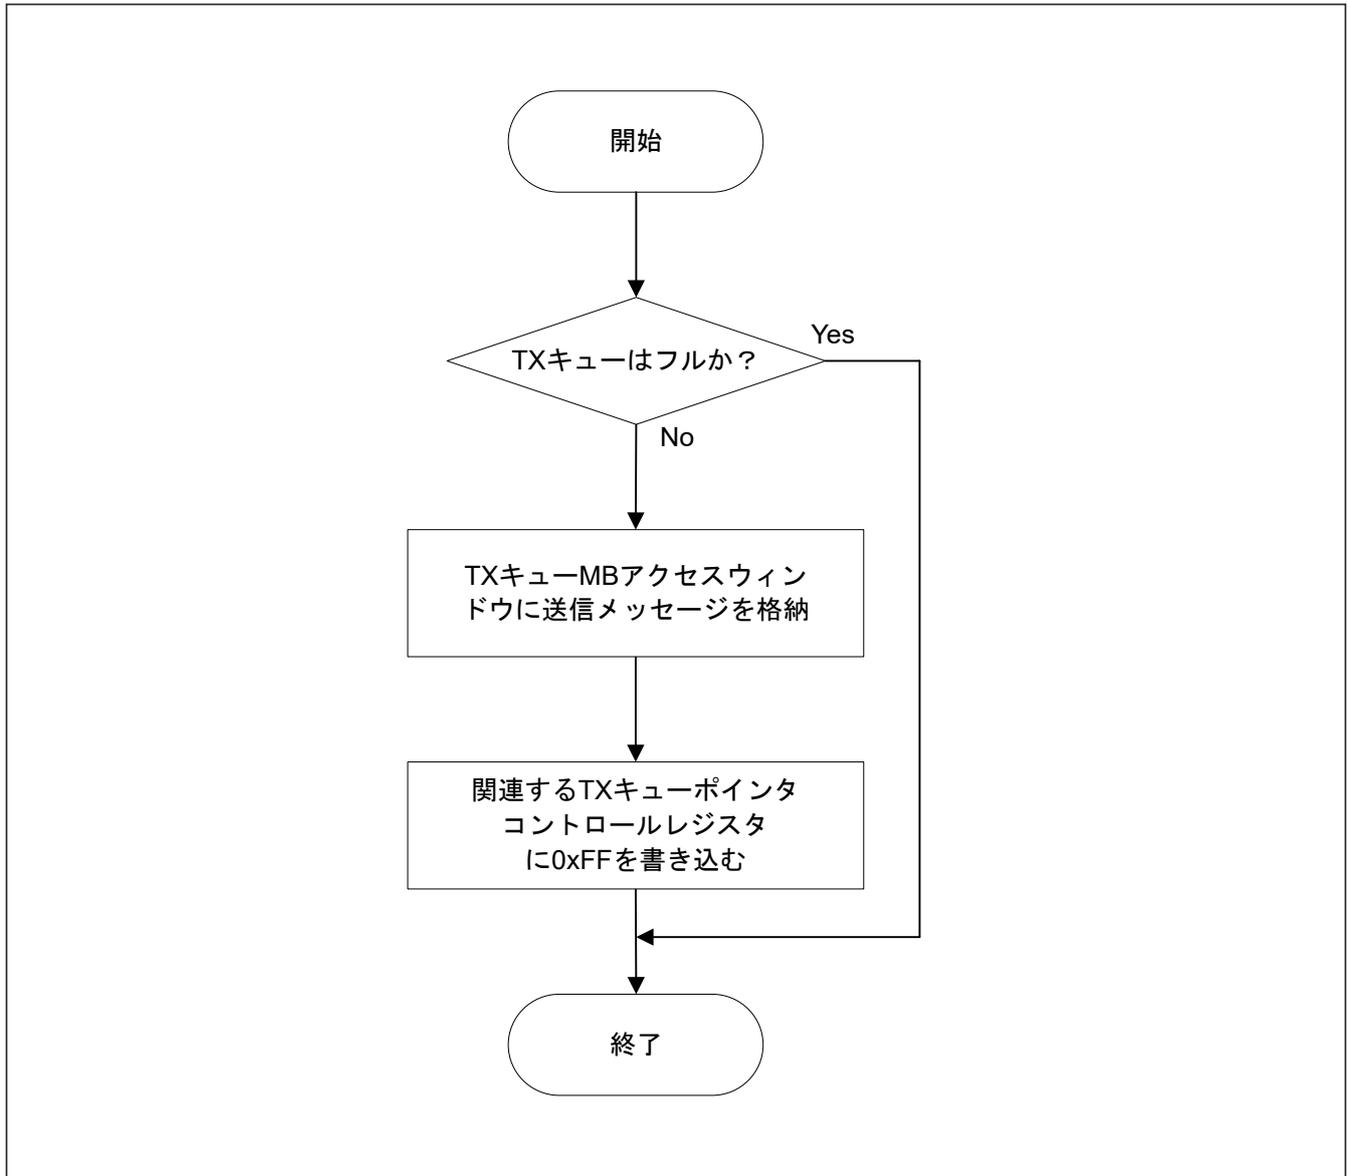 開始
TXキューはフルか？
Yes
No
TXキューMBアクセスウィン
ドウに送信メッセージを格納
関連するTXキューポインタ
コントロールレジスタ
に0xFFを書き込む
終了